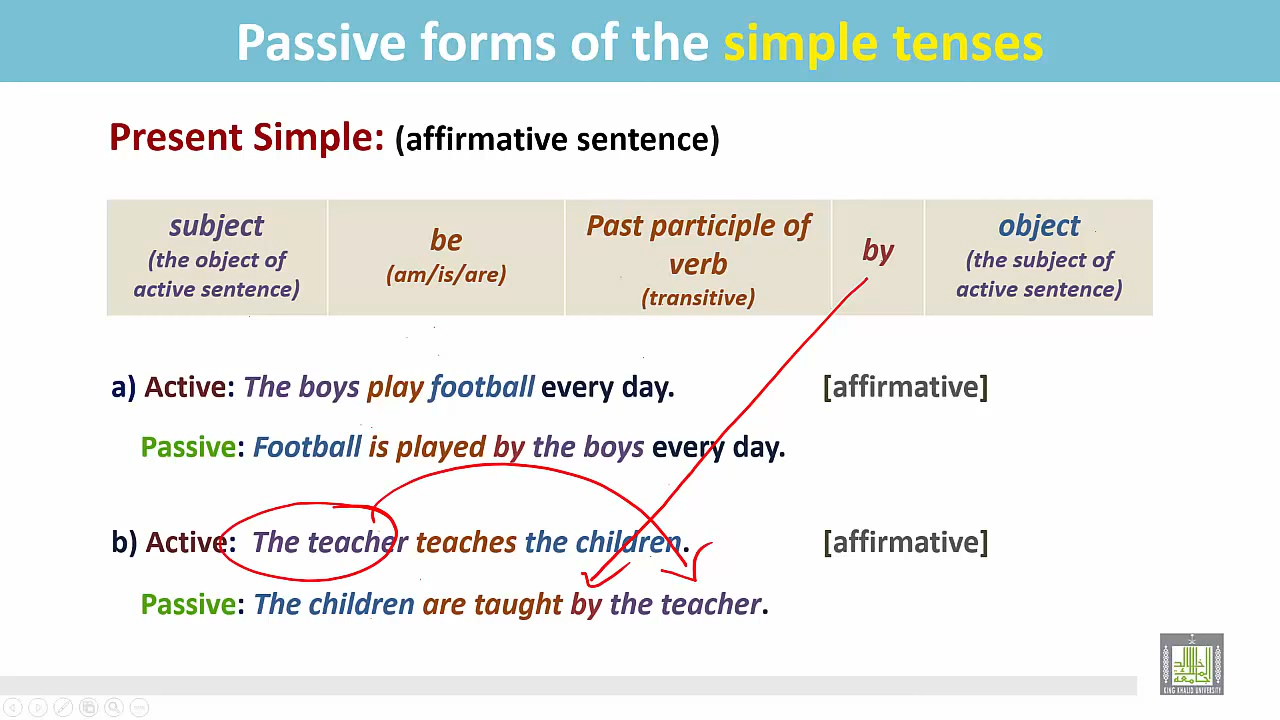 Passive forms of the simple tenses
Present Simple: (affirmative sentence)
subject
(the object of
active sentence)
be
(am/is/are)
Past participle of
verb
(transitive)
by
object
(the subject of
active sentence)
a) Active: The boys play football every day. [affirmative]
Passive: Football is played by the boys every day.
b) Active: The teacher teaches the children. [affirmative]
Passive: The children are taught by the teacher.
KING KHALID UNIVERSITY